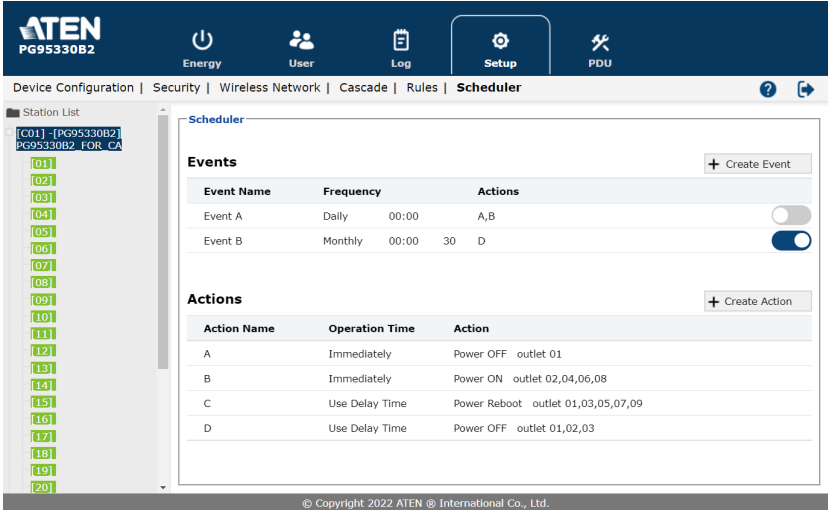 ATEN
PG95330B2
Energy
User
Log
Setup
PDU
Device Configuration | Security | Wireless Network | Cascade | Rules | Scheduler
?
Station List
[C01] -[PG95330B2]
PG95330B2_FOR_CA
[01]
[02]
[03]
[04]
[05]
[06]
[07]
[08]
[09]
[10]
[11]
[12]
[13]
[14]
[15]
[16]
[17]
[18]
[19]
[20]
Scheduler
Events
+ Create Event
Event Name Frequency Actions
Event A Daily 00:00 A,B
Event B Monthly 00:00 30 D
Actions
+ Create Action
Action Name Operation Time Action
A Immediately Power OFF outlet 01
B Immediately Power ON outlet 02,04,06,08
C Use Delay Time Power Reboot outlet 01,03,05,07,09
D Use Delay Time Power OFF outlet 01,02,03
© Copyright 2022 ATEN ® International Co., Ltd.